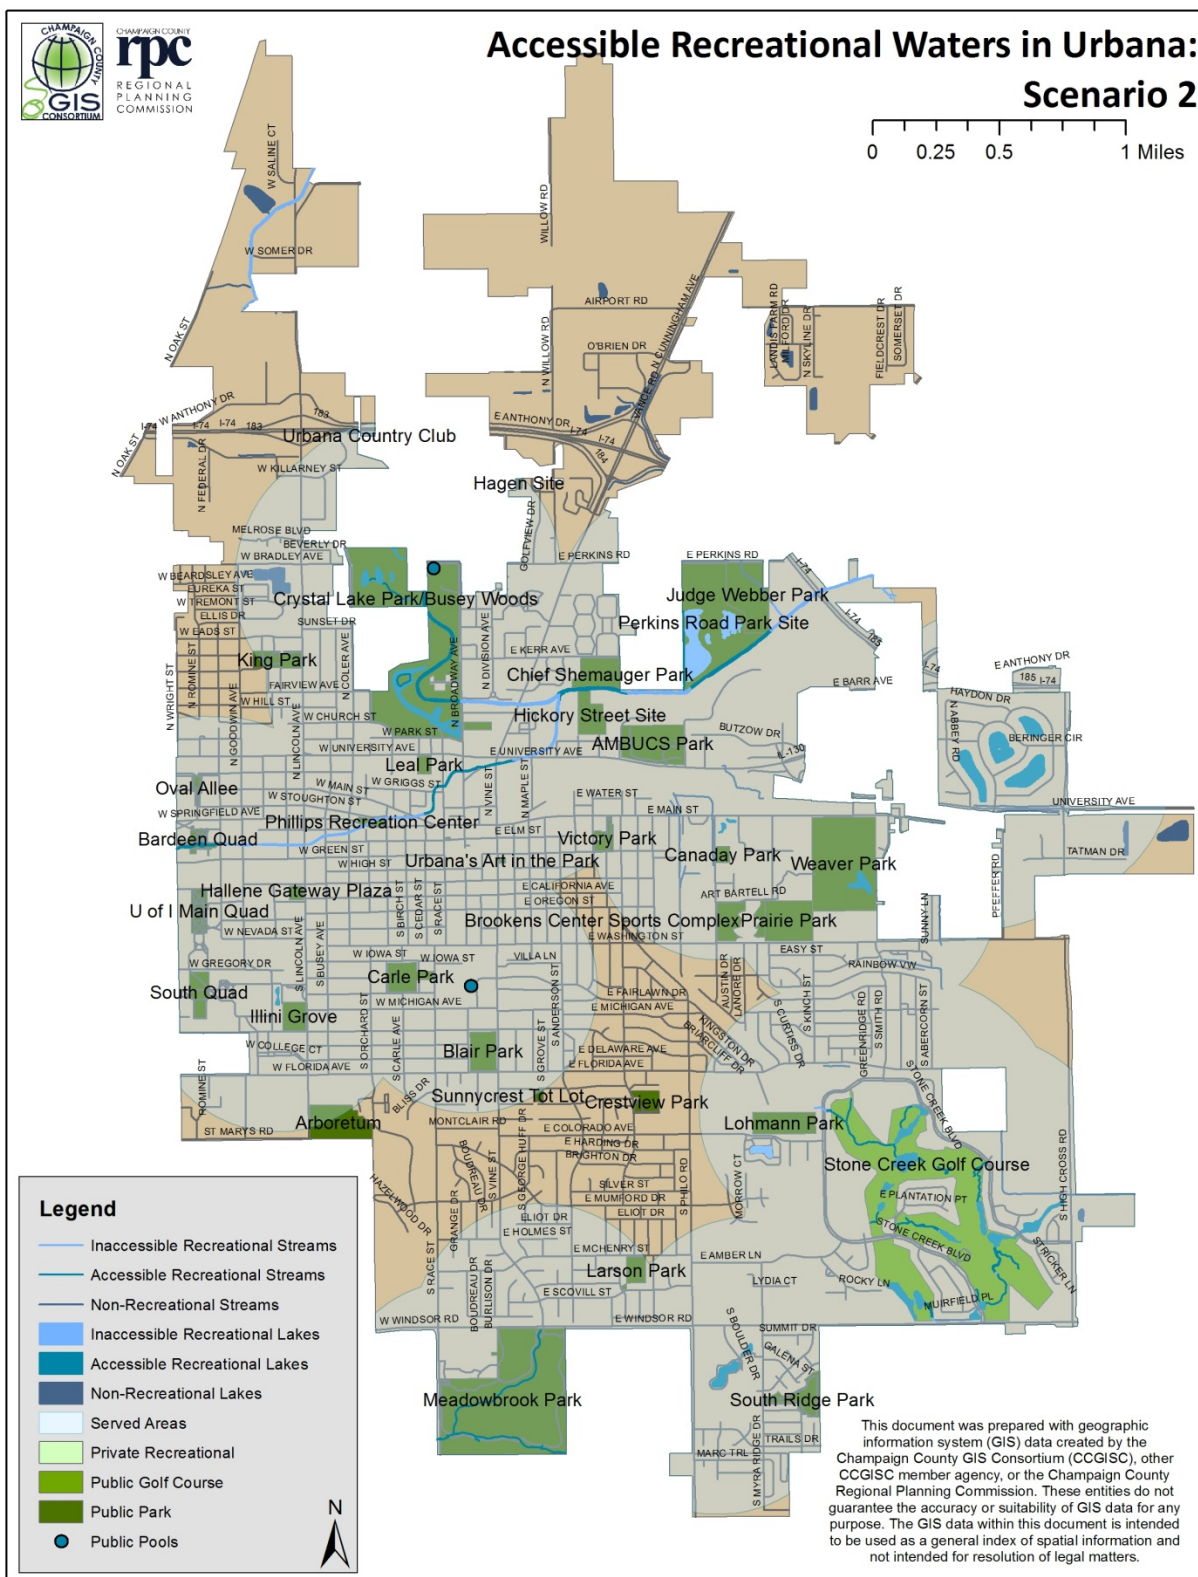 CHAMPAIGN COUNTY
GIS
CONSORTIUM
CHAMPAIGN COUNTY
rpc
REGIONAL
PLANNING
COMMISSION
Accessible Recreational Waters in Urbana:
Scenario 2
0 0.25 0.5 1 Miles
W SALINE CT
WILLOW RD
W SOMER DR
AIRPORT RD
N CUNNINGHAM AVE
LANDIS FARM RD
MILFORD DR
N SKYLINE DR
FIELDCREST DR
SOMERSET DR
N OAK ST
N WILLOW RD
O'BRIEN DR
VANCE RD
W ANTHONY DR
183
I-74 I-74 I-74 183
E ANTHONY DR
I-74
I-74
184
Urbana Country Club
N OAK ST
N FEDERAL DR
W KILLARNEY ST
Hagen Site
GOLFVIEW DR
MELROSE BLVD
BEVERLY DR
W BRADLEY AVE
E PERKINS RD
E PERKINS RD
I-74
W BEARDSLEY AVE
EUREKA ST
W TREMONT ST
ELLIS DR
W EADS ST
Crystal Lake Park/Busey Woods
Judge Webber Park
Perkins Road Park Site
I-74
185
SUNSET DR
N COLER AVE
N BROADWAY AVE
N DIVISION AVE
E KERR AVE
King Park
N WRIGHT ST
N ROMINE ST
N GOODWIN AVE
FAIRVIEW AVE
W HILL ST
N LINCOLN AVE
Chief Shemauger Park
E BARR AVE
I-74
E ANTHONY DR
185 I-74
HAYDON DR
N ABBEY RD
BERINGER CIR
W CHURCH ST
W PARK ST
Hickory Street Site
BUTZOW DR
W UNIVERSITY AVE
E UNIVERSITY AVE
AMBUCS Park
IL-130
Leal Park
W GRIGGS ST
N VINE ST
N MAPLE ST
Oval Allee
W MAIN ST
W STOUGHTON ST
E WATER ST
E MAIN ST
UNIVERSITY AVE
W SPRINGFIELD AVE
Phillips Recreation Center
E ELM ST
Bardeen Quad
W GREEN ST
Victory Park
Canaday Park
Weaver Park
PFEFFER RD
TATMAN DR
W HIGH ST
Urbana's Art in the Park
Hallene Gateway Plaza
E CALIFORNIA AVE
E OREGON ST
ART BARTELL RD
U of I Main Quad
S BIRCH ST
S CEDAR ST
S RACE ST
Brookens Center Sports Complex
Prairie Park
SUNNY LN
W NEVADA ST
E WASHINGTON ST
EASY ST
W GREGORY DR
S LINCOLN AVE
S BUSEY AVE
W IOWA ST
W IOWA ST
VILLA LN
S ANDERSON ST
RAINBOW VW
South Quad
Carle Park
AUSTIN DR
LANORE DR
E FAIRLAWN DR
E MICHIGAN AVE
W MICHIGAN AVE
S KINCH ST
GREENRIDGE RD
S SMITH RD
S ABERCORN ST
Illini Grove
S ORCHARD ST
S CARLE AVE
W COLLEGE CT
W FLORIDA AVE
Blair Park
S GROVE ST
E DELAWARE AVE
E FLORIDA AVE
KINGSTON DR
BRIARCLIFF DR
S CURTISS DR
STONE CREEK BLVD
ROMINE ST
BLISS DR
Sunnycrest Tot Lot
Crestview Park
Arboretum
ST MARYS RD
MONTCLAIR RD
E COLORADO AVE
Lohmann Park
E HARDING DR
BRIGHTON DR
Stone Creek Golf Course
S HIGH CROSS RD
HAZELWOOD DR
BOUDREAU DR
S VINE ST
S GEORGE HUFF DR
SILVER ST
E MUMFORD DR
S PHILO RD
MORROW CT
E PLANTATION PT
GRANGE DR
ELIOT DR
ELIOT DR
E HOLMES ST
STONE CREEK BLVD
STRICKER LN
S RACE ST
E MCHENRY ST
E AMBER LN
Larson Park
LYDIA CT
ROCKY LN
BOUDREAU DR
BURLISON DR
E SCOVILL ST
MUIRFIELD PL
W WINDSOR RD
E WINDSOR RD
SUMMIT DR
S BOULDER DR
GALENA ST
Meadowbrook Park
South Ridge Park
TRAILS DR
MARC TRL
S MYRA RIDGE DR
Legend
Inaccessible Recreational Streams
Accessible Recreational Streams
Non-Recreational Streams
Inaccessible Recreational Lakes
Accessible Recreational Lakes
Non-Recreational Lakes
Served Areas
Private Recreational
Public Golf Course
Public Park
Public Pools
N
This document was prepared with geographic
information system (GIS) data created by the
Champaign County GIS Consortium (CCGISC), other
CCGISC member agency, or the Champaign County
Regional Planning Commission. These entities do not
guarantee the accuracy or suitability of GIS data for any
purpose. The GIS data within this document is intended
to be used as a general index of spatial information and
not intended for resolution of legal matters.